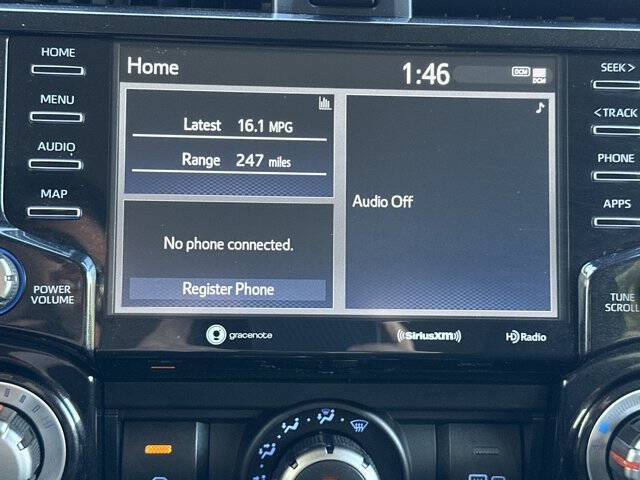 HOME
MENU
AUDIO
MAP
POWER
VOLUME
Home
1:46
DCM
DCM
Latest 16.1 MPG
Range 247 miles
No phone connected.
Register Phone
Audio Off
gracenote
((SiriusXM))
HD Radio
SEEK >
< TRACK
PHONE
APPS
TUNE
SCROLL